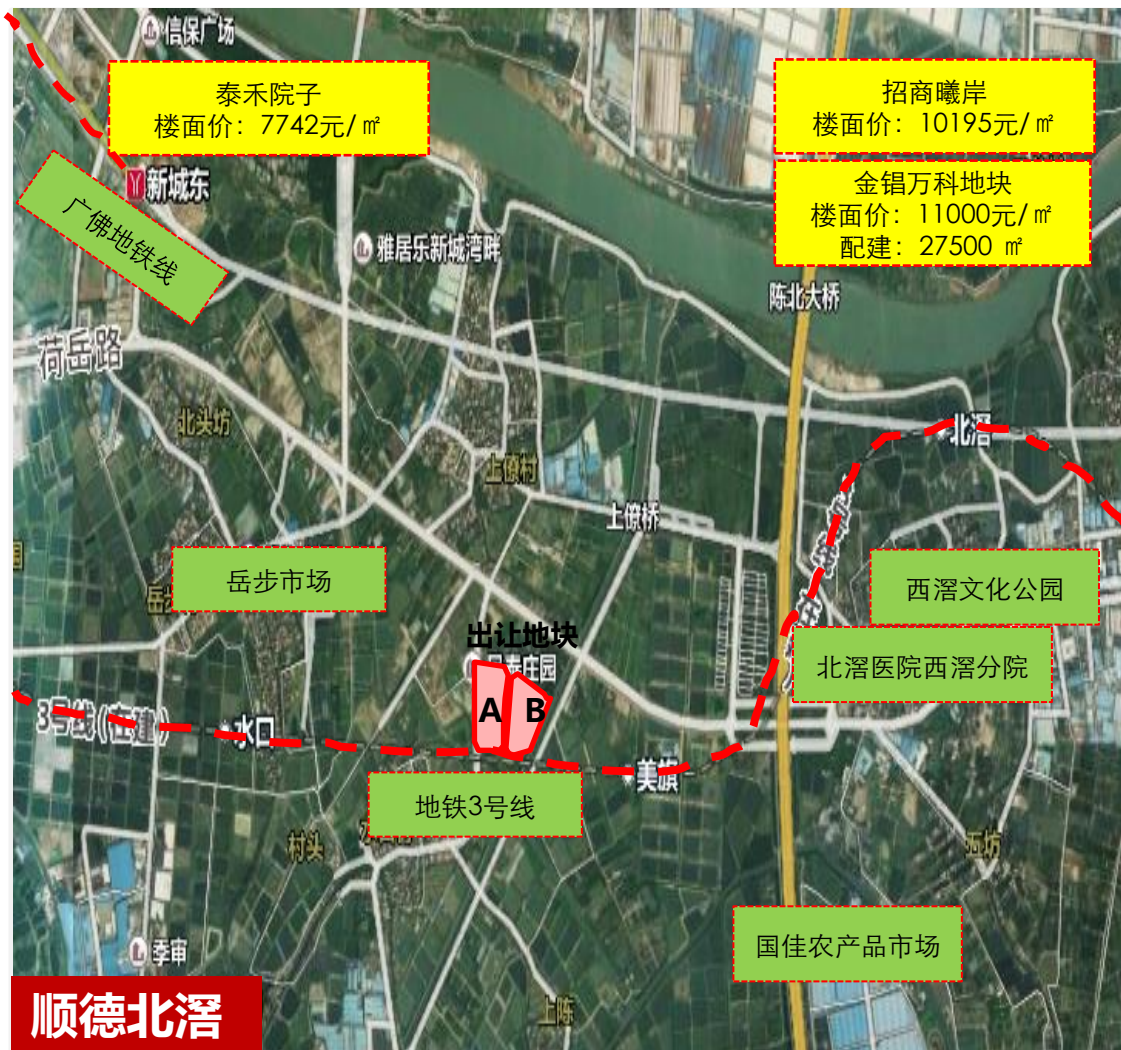 信保广场
泰禾院子
楼面价：7742元/㎡
招商曦岸
楼面价：10195元/㎡
金锠万科地块
楼面价：11000元/㎡
配建：27500 ㎡
新城东
广佛地铁线
雅居乐新城湾畔
陈北大桥
荷岳路
北头坊
北滘
上僚村
上僚桥
岳步市场
西滘文化公园
出让地块
庄园
北滘医院西滘分院
A
B
3号线(在建)
水口
美旗
地铁3号线
村头
西坊
国佳农产品市场
季审
顺德北滘
上陈